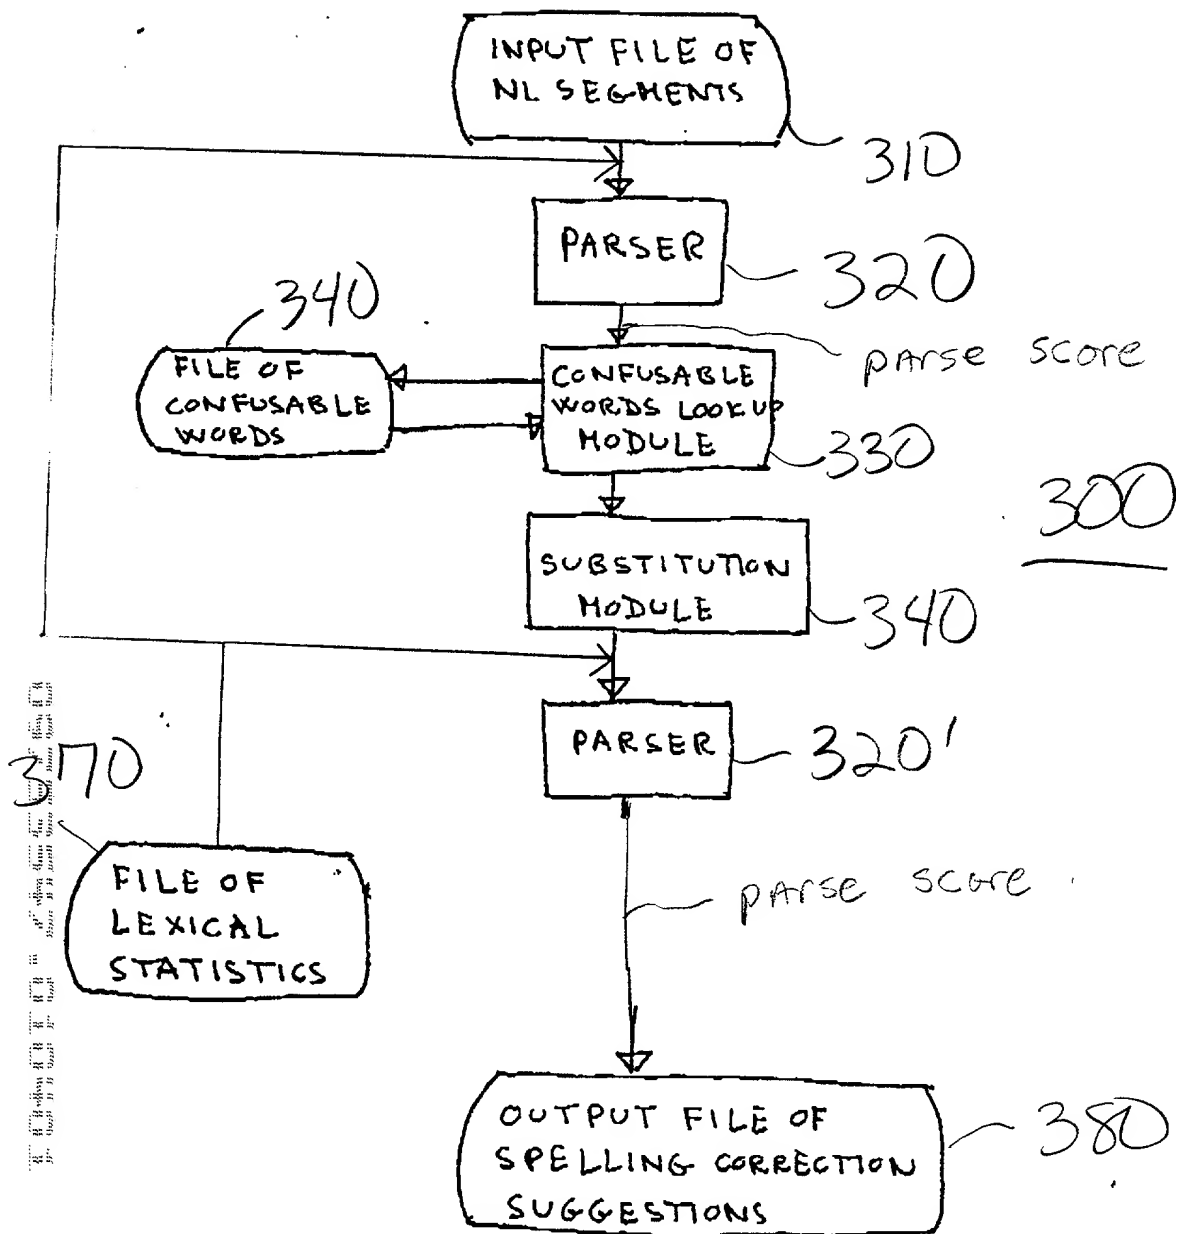 INPUT FILE OF
NL SEGMENTS
310
PARSER
320
parse score
340
FILE OF
CONFUSABLE
WORDS
CONFUSABLE
WORDS LOOKUP
MODULE
330
300
SUBSTITUTION
MODULE
340
PARSER
320'
370
FILE OF
LEXICAL
STATISTICS
parse score
OUTPUT FILE OF
SPELLING CORRECTION
SUGGESTIONS
380